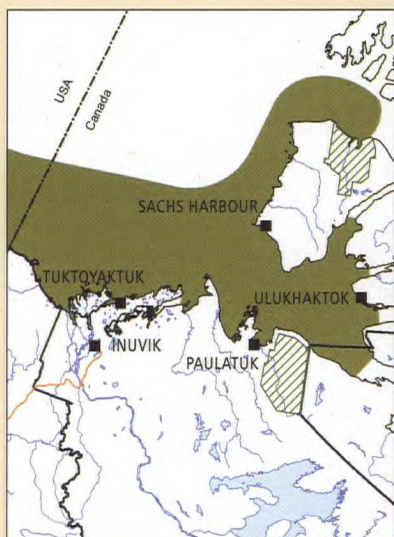 USA
Canada
SACHS HARBOUR
TUKTOYAKTUK
ULUKHAKTOK
INUVIK
PAULATUK